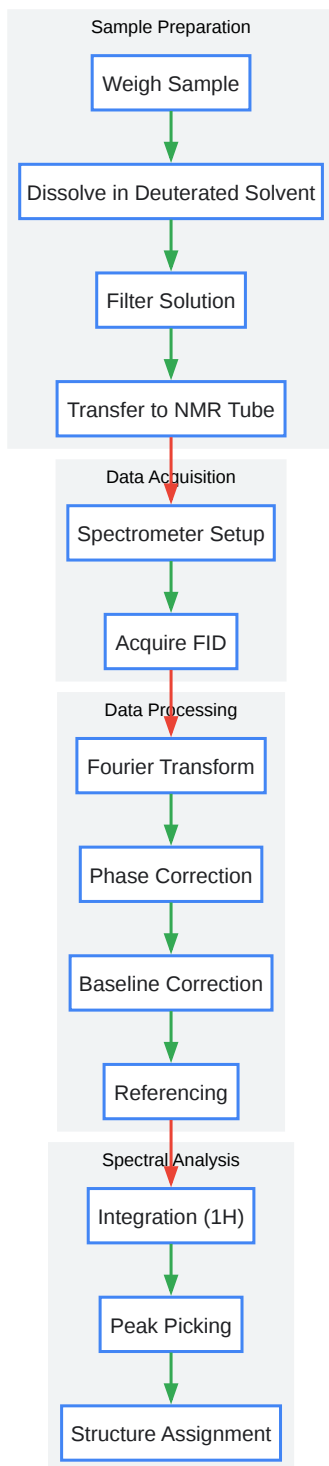 Sample Preparation
Weigh Sample
Dissolve in Deuterated Solvent
Filter Solution
Transfer to NMR Tube
Data Acquisition
Spectrometer Setup
Acquire FID
Data Processing
Fourier Transform
Phase Correction
Baseline Correction
Referencing
Spectral Analysis
Integration (1H)
Peak Picking
Structure Assignment